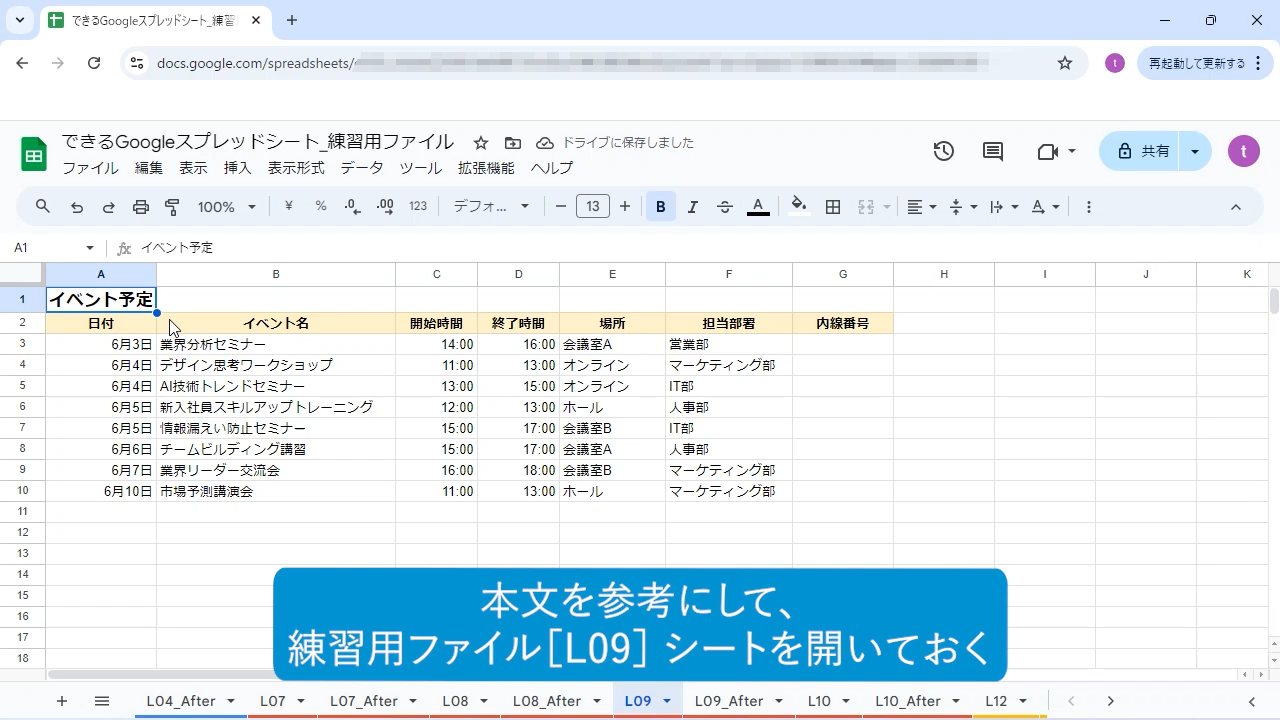 できるGoogleスプレッドシート_練習
docs.google.com/spreadsheets/
t
再起動して更新する
できるGoogleスプレッドシート_練習用ファイル
ドライブに保存しました
ファイル 編集 表示 挿入 表示形式 データ ツール 拡張機能 ヘルプ
共有
t
100% ¥ % .0 .00 123 デフォ... 13 B I A
A1 fx イベント予定
A B C D E F G H I J K
1 イベント予定
2 日付 イベント名 開始時間 終了時間 場所 担当部署 内線番号
3 6月3日 業界分析セミナー 14:00 16:00 会議室A 営業部
4 6月4日 デザイン思考ワークショップ 11:00 13:00 オンライン マーケティング部
5 6月4日 AI技術トレンドセミナー 13:00 15:00 オンライン IT部
6 6月5日 新入社員スキルアップトレーニング 12:00 13:00 ホール 人事部
7 6月5日 情報漏えい防止セミナー 15:00 17:00 会議室B IT部
8 6月6日 チームビルディング講習 15:00 17:00 会議室A 人事部
9 6月7日 業界リーダー交流会 16:00 18:00 会議室B マーケティング部
10 6月10日 市場予測講演会 11:00 13:00 ホール マーケティング部
11
12
13
14
15
16
17
18
本文を参考にして、
練習用ファイル[L09] シートを開いておく
L04_After L07 L07_After L08 L08_After L09 L09_After L10 L10_After L12